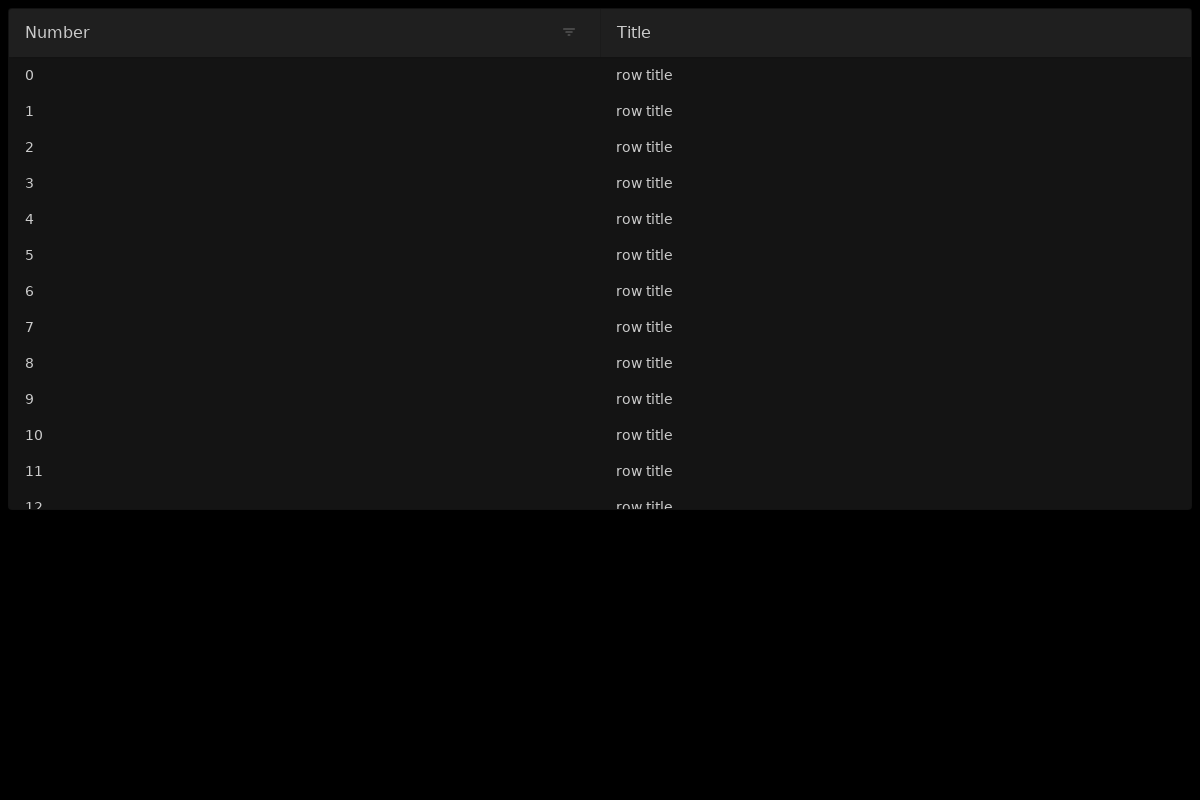 Number Title
0 row title
1 row title
2 row title
3 row title
4 row title
5 row title
6 row title
7 row title
8 row title
9 row title
10 row title
11 row title
12 row title